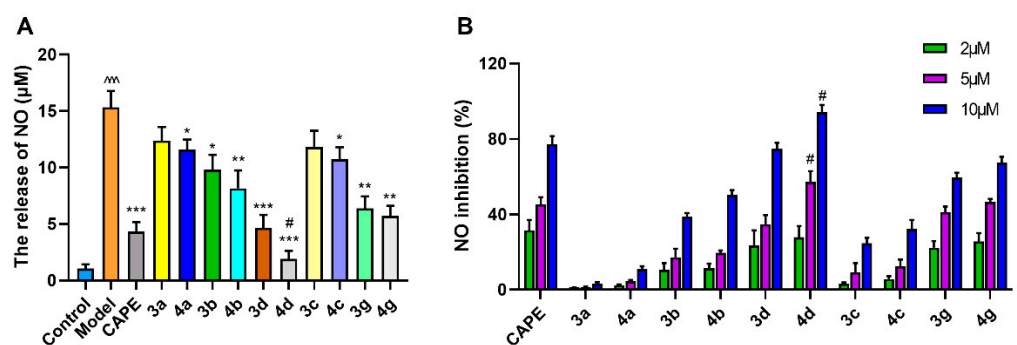 A
The release of NO (μM)
20
15
10
5
0
^^^
***
*
*
**
***
#
***
*
**
**
Control
Model
CAPE
3a
4a
3b
4b
3d
4d
3c
4c
3g
4g
B
NO inhibition (%)
120
80
40
0
2μM
5μM
10μM
#
#
CAPE
3a
4a
3b
4b
3d
4d
3c
4c
3g
4g